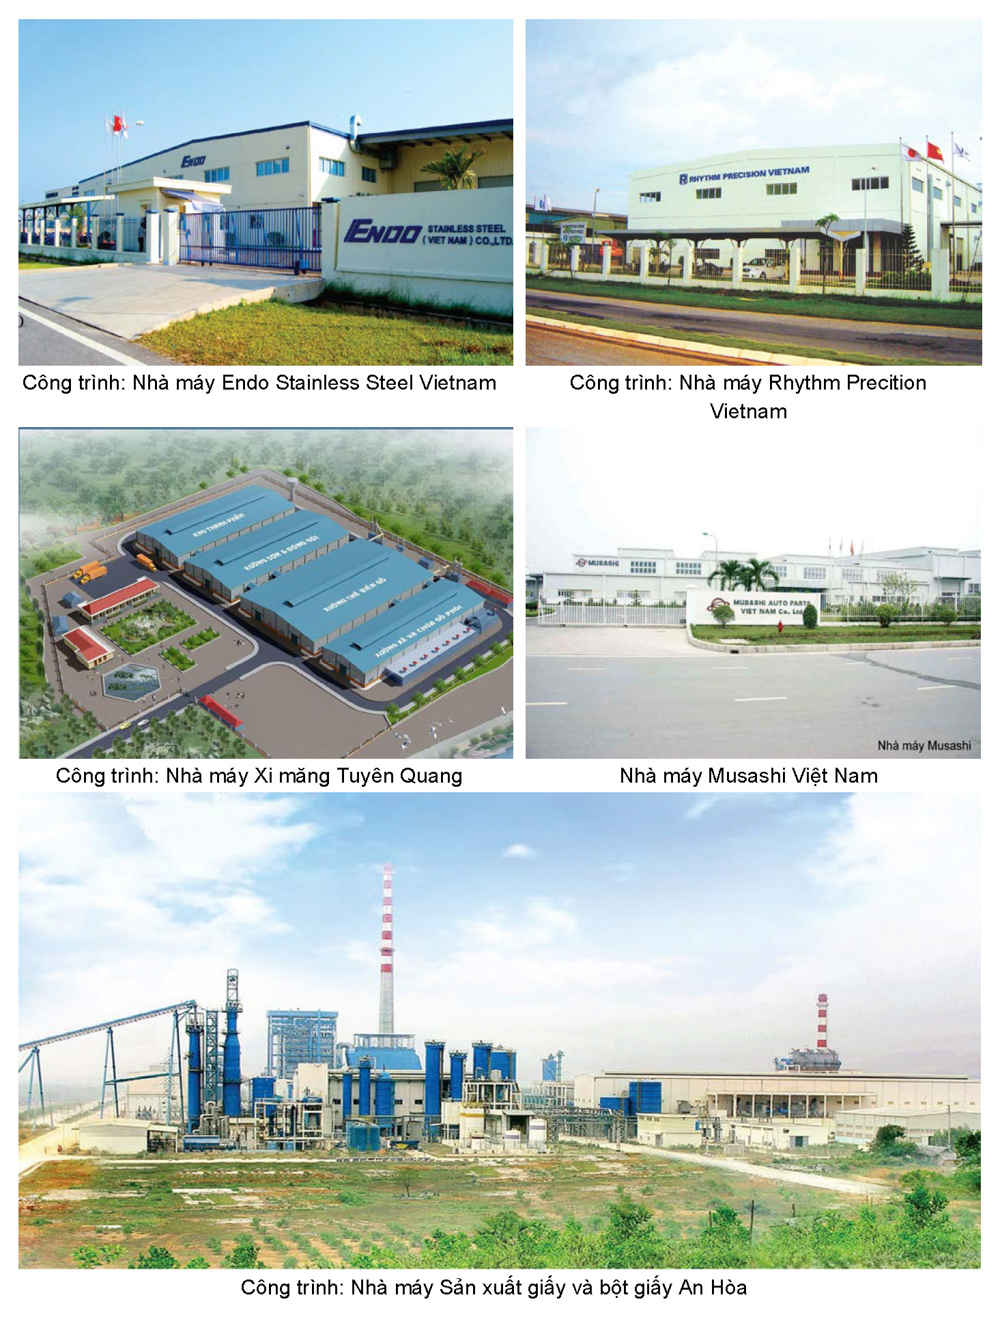 ENDO
ENDO STAINLESS STEEL
(VIET NAM) CO.,LTD.
Công trình: Nhà máy Endo Stainless Steel Vietnam
RHYTHM PRECISION VIETNAM
Công trình: Nhà máy Rhythm Precition
Vietnam
KHO THÀNH PHẨM
XƯỞNG SƠN & ĐÓNG GÓI
XƯỞNG CHẾ BIẾN GỖ
XƯỞNG XẺ VÀ CHỨA GỖ PHÔI
Công trình: Nhà máy Xi măng Tuyên Quang
MUSASHI
MUSASHI AUTO PARTS
VIET NAM Co., Ltd.
Nhà máy Musashi
Nhà máy Musashi Việt Nam
Công trình: Nhà máy Sản xuất giấy và bột giấy An Hòa